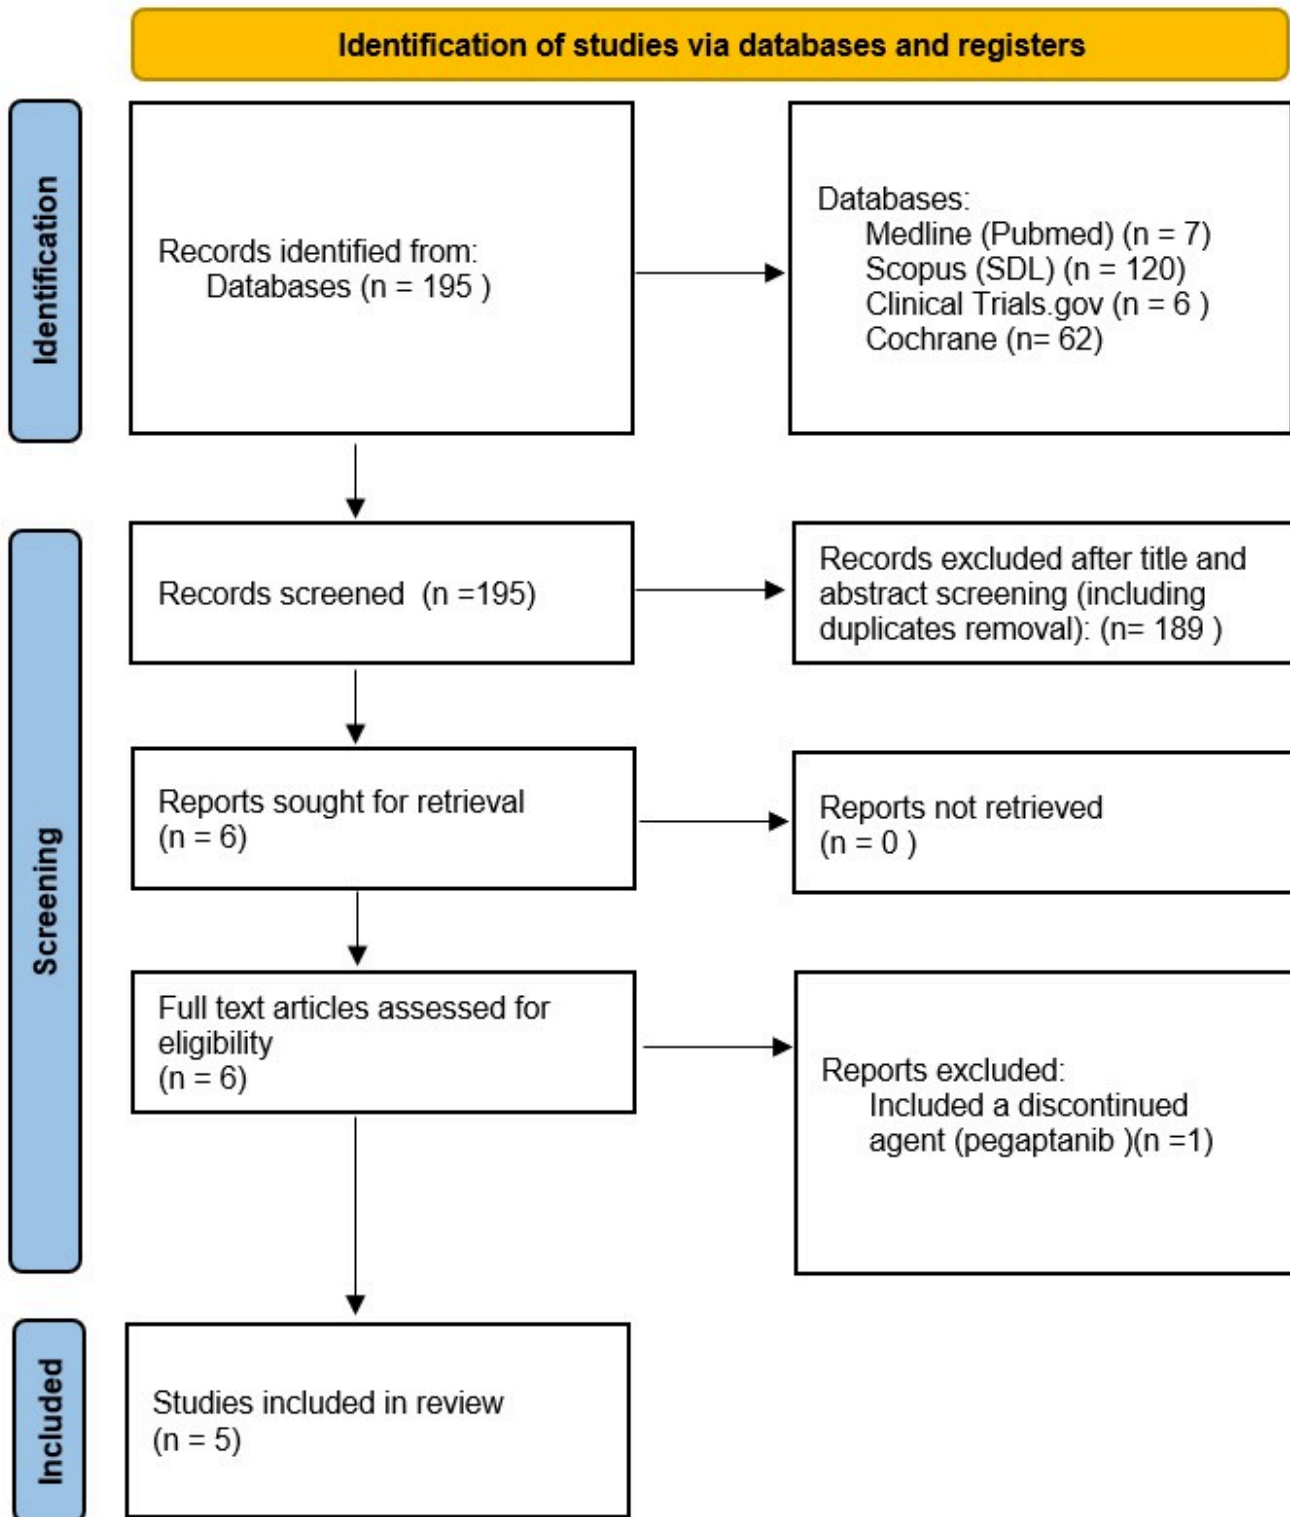 Identification of studies via databases and registers
Identification
Records identified from:
Databases (n = 195 )
Databases:
Medline (Pubmed) (n = 7)
Scopus (SDL) (n = 120)
Clinical Trials.gov (n = 6 )
Cochrane (n= 62)
Screening
Records screened  (n =195)
Records excluded after title and
abstract screening (including
duplicates removal): (n= 189 )
Reports sought for retrieval
(n = 6)
Reports not retrieved
(n = 0 )
Full text articles assessed for
eligibility
(n = 6)
Reports excluded:
Included a discontinued
agent (pegaptanib )(n =1)
Included
Studies included in review
(n = 5)